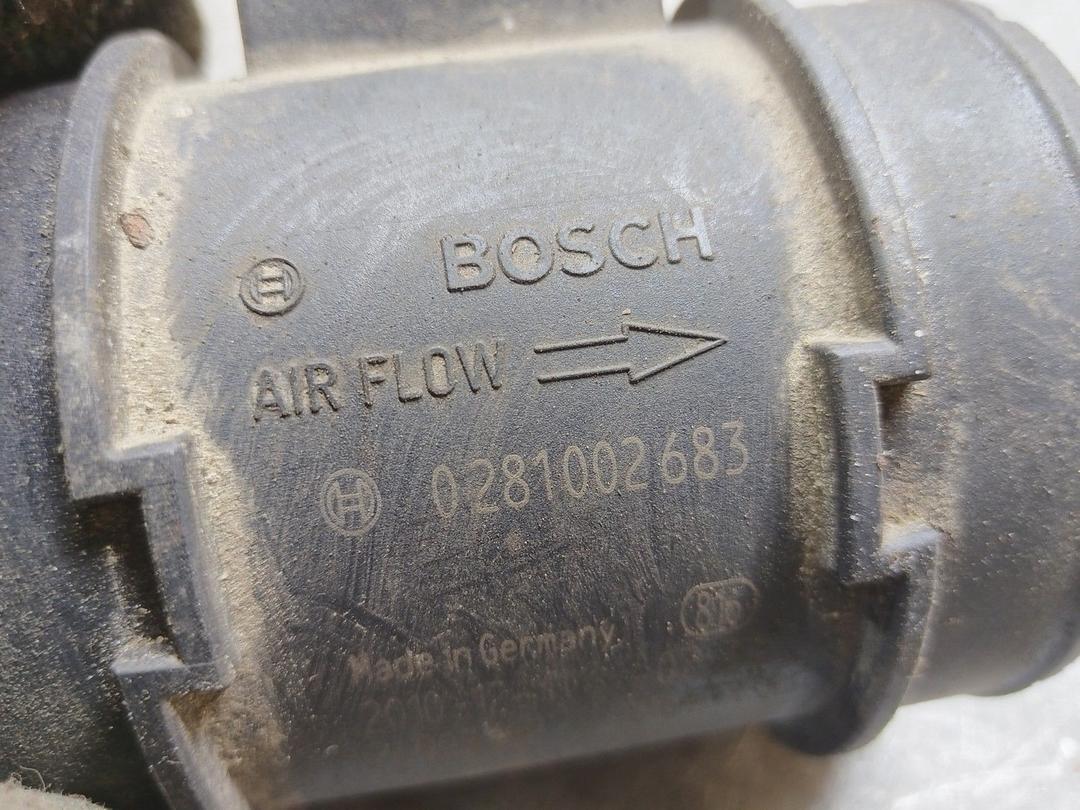 BOSCH
AIR FLOW
0281002683
Made in Germany